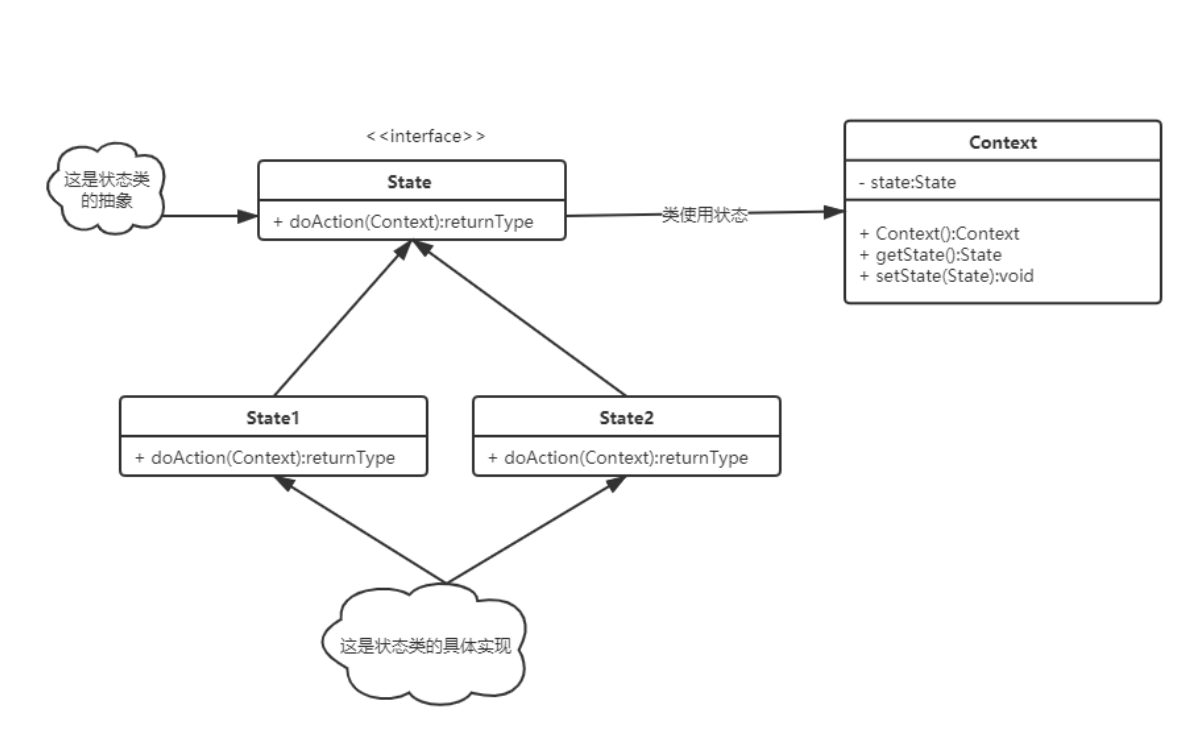 <<interface>>
这是状态类
的抽象
State
+ doAction(Context):returnType
类使用状态
Context
- state:State
+ Context():Context
+ getState():State
+ setState(State):void
State1
+ doAction(Context):returnType
State2
+ doAction(Context):returnType
这是状态类的具体实现